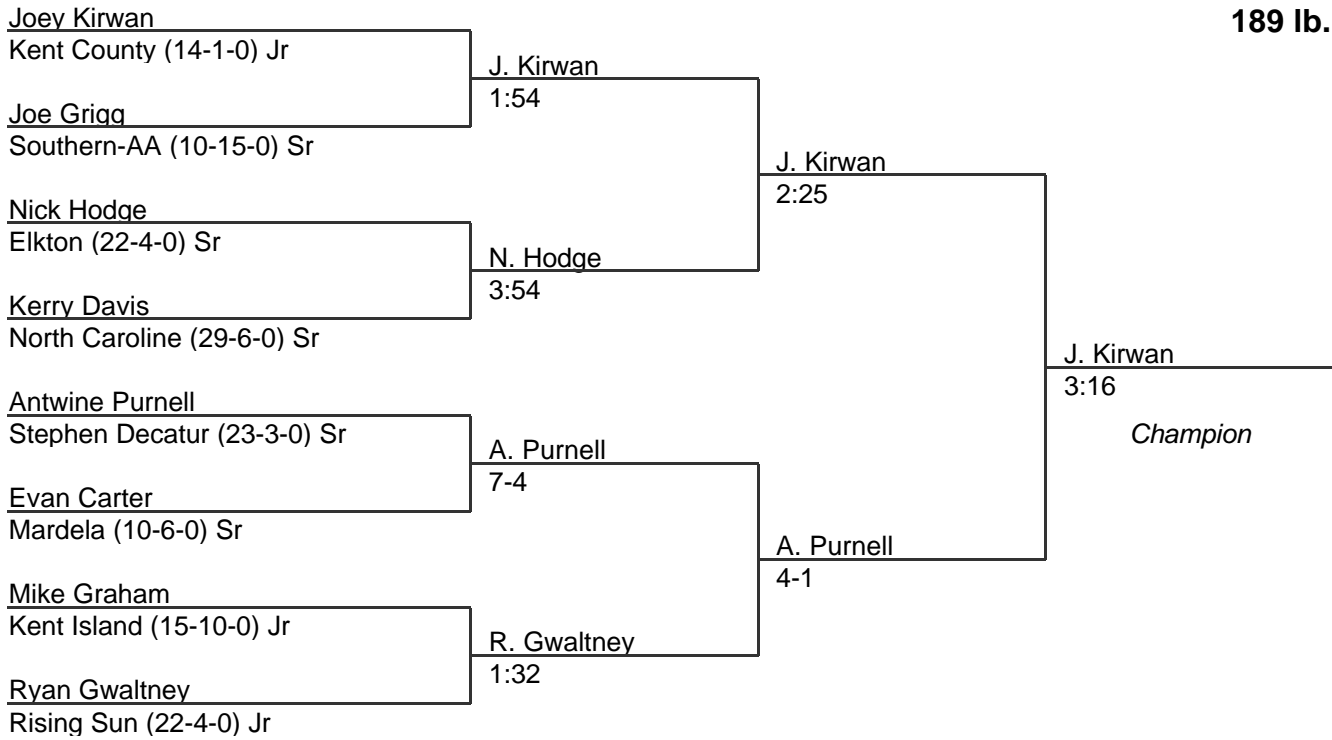 189 lb.
Joey Kirwan
Kent County (14-1-0) Jr
J. Kirwan
1:54
Joe Grigg
Southern-AA (10-15-0) Sr
J. Kirwan
2:25
Nick Hodge
Elkton (22-4-0) Sr
N. Hodge
3:54
Kerry Davis
North Caroline (29-6-0) Sr
J. Kirwan
3:16
Champion
Antwine Purnell
Stephen Decatur (23-3-0) Sr
A. Purnell
7-4
Evan Carter
Mardela (10-6-0) Sr
A. Purnell
4-1
Mike Graham
Kent Island (15-10-0) Jr
R. Gwaltney
1:32
Ryan Gwaltney
Rising Sun (22-4-0) Jr